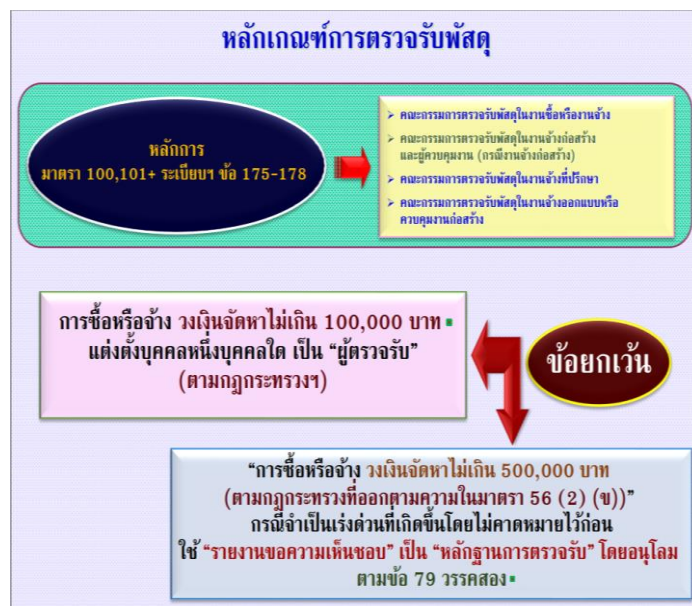 หลักเกณฑ์การตรวจรับพัสดุ
หลักการ
มาตรา 100,101+ ระเบียบฯ ข้อ 175-178
➢ คณะกรรมการตรวจรับพัสดุในงานซื้อหรืองานจ้าง
➢ คณะกรรมการตรวจรับพัสดุในงานจ้างก่อสร้าง
และผู้ควบคุมงาน (กรณีงานจ้างก่อสร้าง)
➢ คณะกรรมการตรวจรับพัสดุในงานจ้างที่ปรึกษา
➢ คณะกรรมการตรวจรับพัสดุในงานจ้างออกแบบหรือ
ควบคุมงานก่อสร้าง
การซื้อหรือจ้าง วงเงินจัดหาไม่เกิน 100,000 บาท
แต่งตั้งบุคคลหนึ่งบุคคลใด เป็น “ผู้ตรวจรับ”
(ตามกฎกระทรวงฯ)
ข้อยกเว้น
“การซื้อหรือจ้าง วงเงินจัดหาไม่เกิน 500,000 บาท
(ตามกฎกระทรวงที่ออกตามความในมาตรา 56 (2) (ข))”
กรณีจำเป็นเร่งด่วนที่เกิดขึ้นโดยไม่คาดหมายไว้ก่อน
ใช้ “รายงานขอความเห็นชอบ” เป็น “หลักฐานการตรวจรับ” โดยอนุโลม
ตามข้อ 79 วรรคสอง